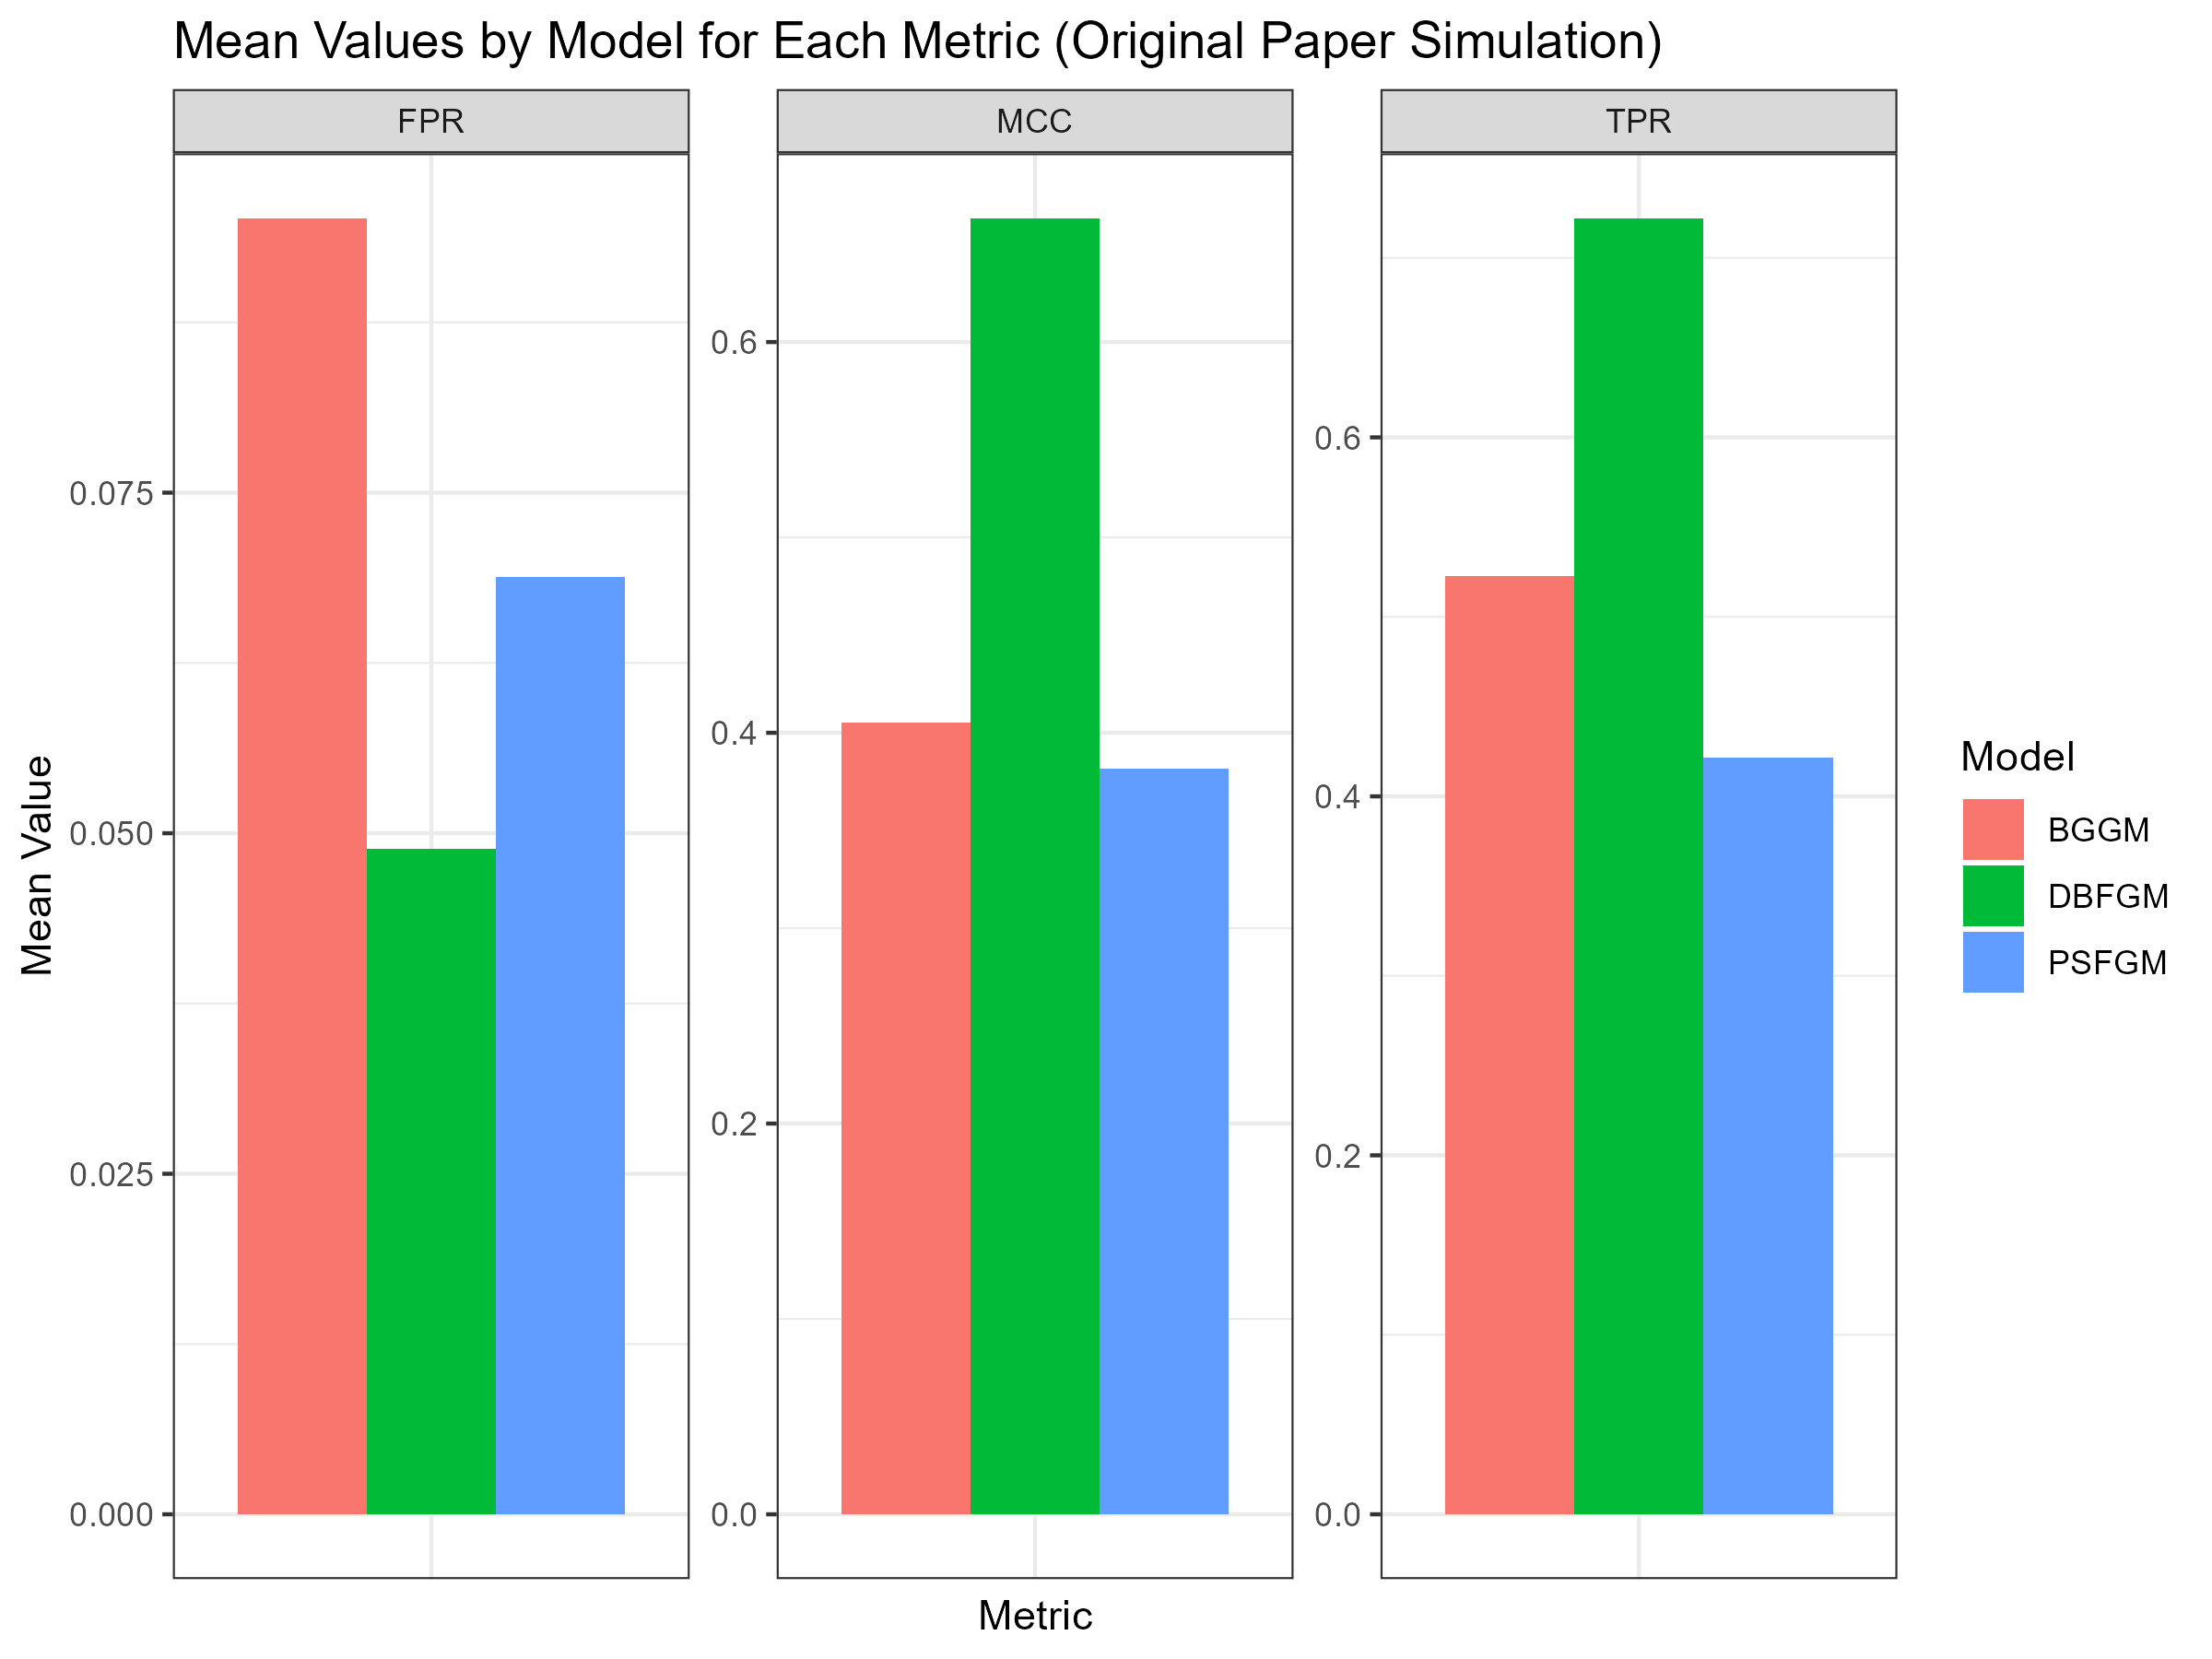 Mean Values by Model for Each Metric (Original Paper Simulation)
FPR
MCC
TPR
Mean Value
0.075
0.050
0.025
0.000
0.6
0.4
0.2
0.0
0.6
0.4
0.2
0.0
Metric
Model
BGGM
DBFGM
PSFGM